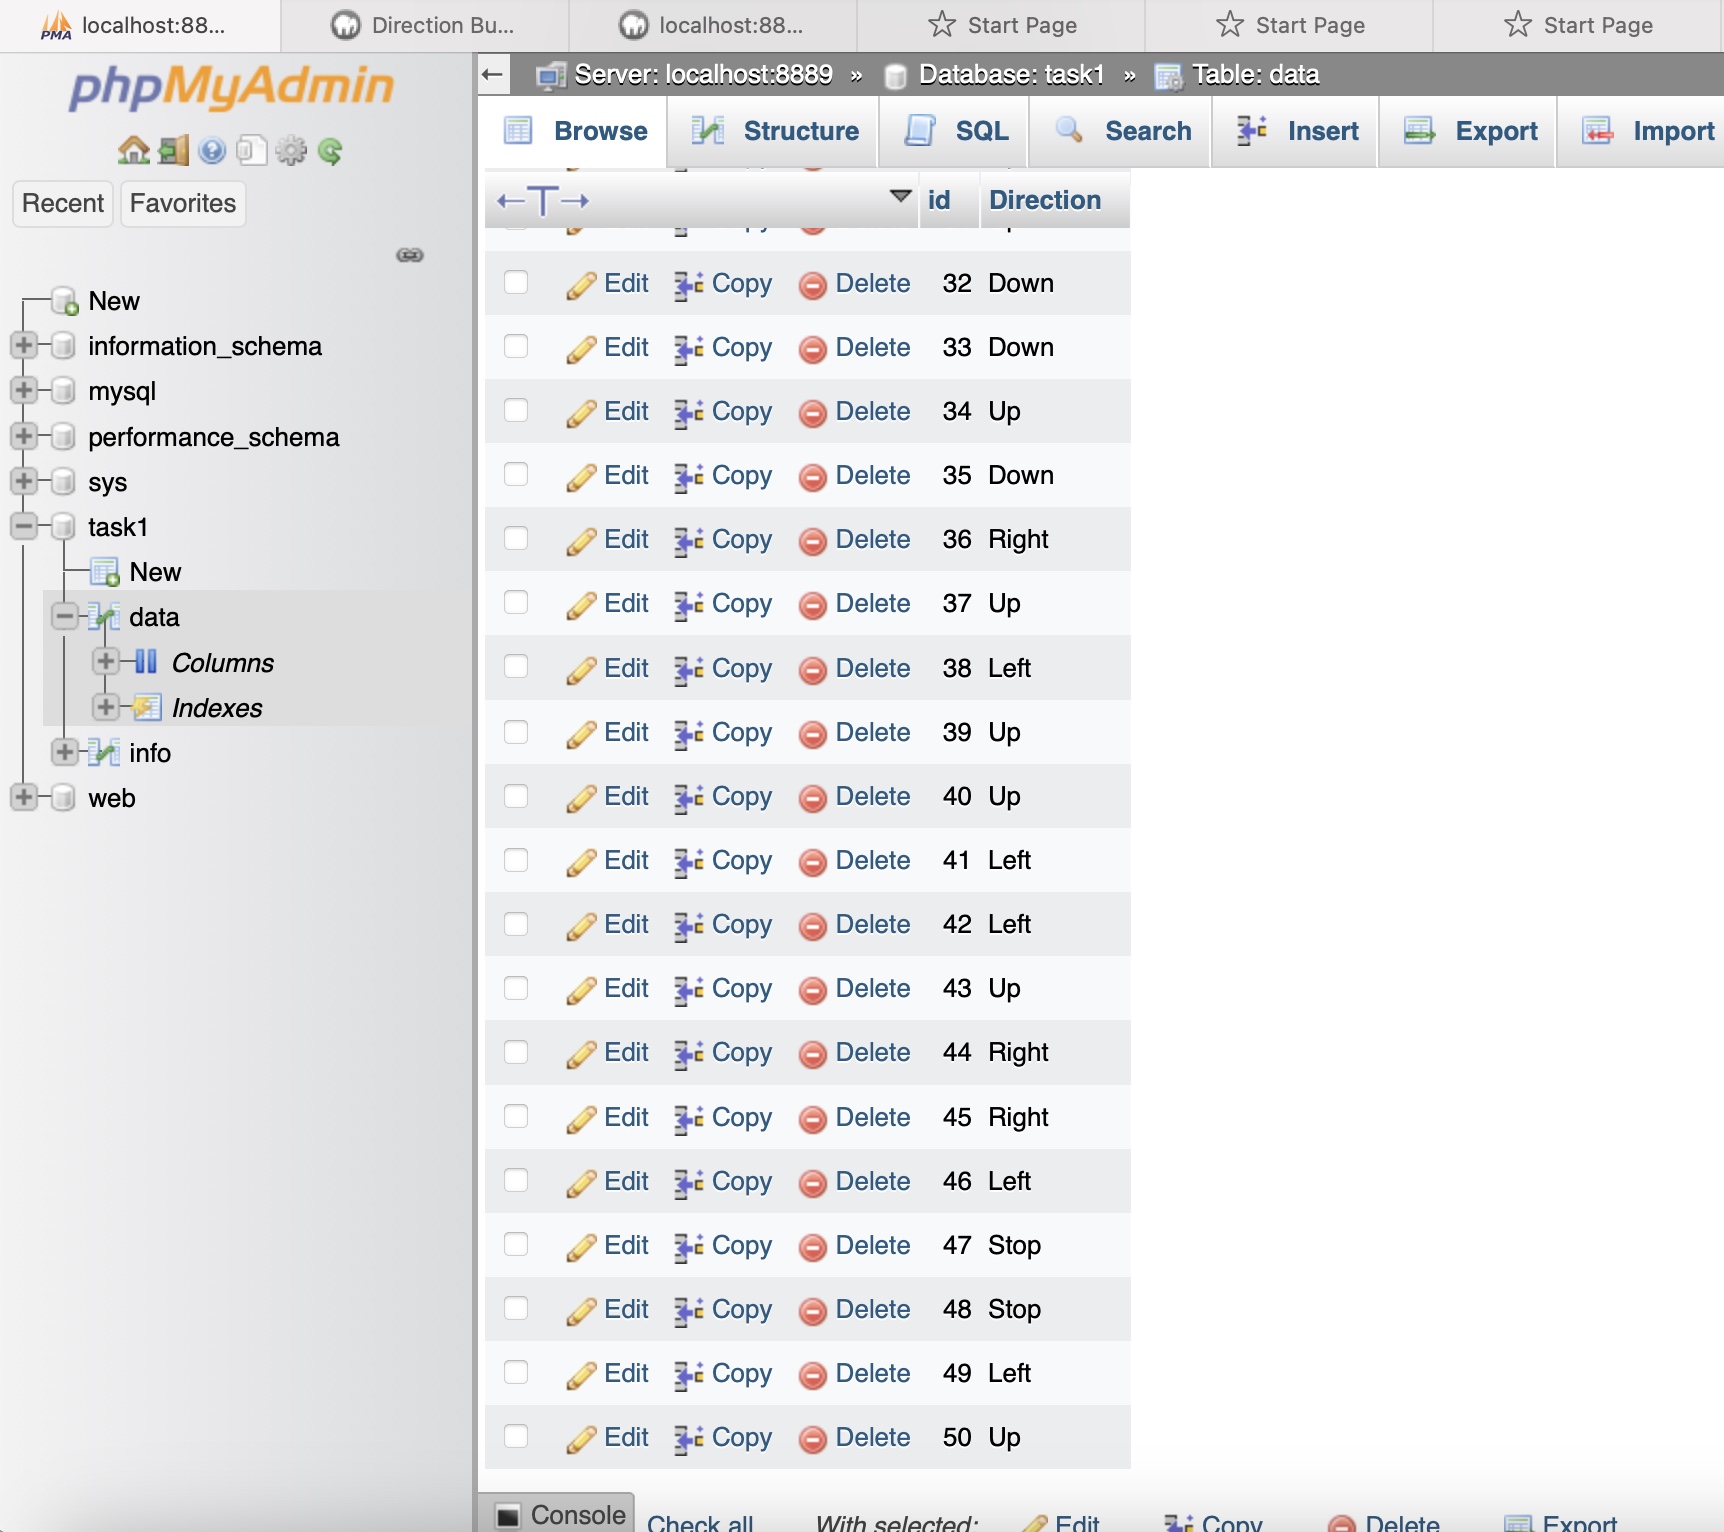 localhost:88...
Direction Bu...
localhost:88...
Start Page
Start Page
Start Page
PMA
phpMyAdmin
Recent
Favorites
New
information_schema
mysql
performance_schema
sys
task1
New
data
Columns
Indexes
info
web
Server: localhost:8889 » Database: task1 » Table: data
Browse
Structure
SQL
Search
Insert
Export
Import
id
Direction
Edit Copy Delete 32 Down
Edit Copy Delete 33 Down
Edit Copy Delete 34 Up
Edit Copy Delete 35 Down
Edit Copy Delete 36 Right
Edit Copy Delete 37 Up
Edit Copy Delete 38 Left
Edit Copy Delete 39 Up
Edit Copy Delete 40 Up
Edit Copy Delete 41 Left
Edit Copy Delete 42 Left
Edit Copy Delete 43 Up
Edit Copy Delete 44 Right
Edit Copy Delete 45 Right
Edit Copy Delete 46 Left
Edit Copy Delete 47 Stop
Edit Copy Delete 48 Stop
Edit Copy Delete 49 Left
Edit Copy Delete 50 Up
Console
Check all
With selected:
Edit
Copy
Delete
Export